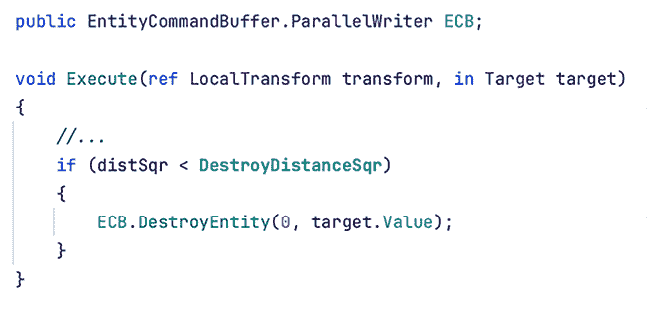 public EntityCommandBuffer.ParallelWriter ECB;
void Execute(ref LocalTransform transform, in Target target)
{
//...
if (distSqr < DestroyDistanceSqr)
{
ECB.DestroyEntity(0, target.Value);
}
}